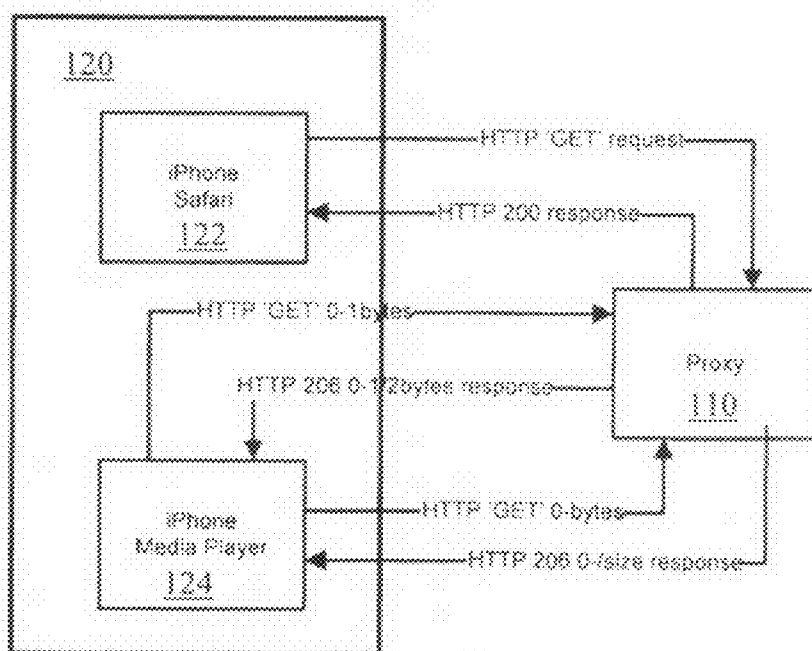 120
iPhone
Safari
122
HTTP 'GET' request
HTTP 200 response
HTTP 'GET' 0-1bytes
HTTP 206 0-1/2bytes response
Proxy
110
iPhone
Media Player
124
HTTP 'GET' 0-bytes
HTTP 206 0-/size response